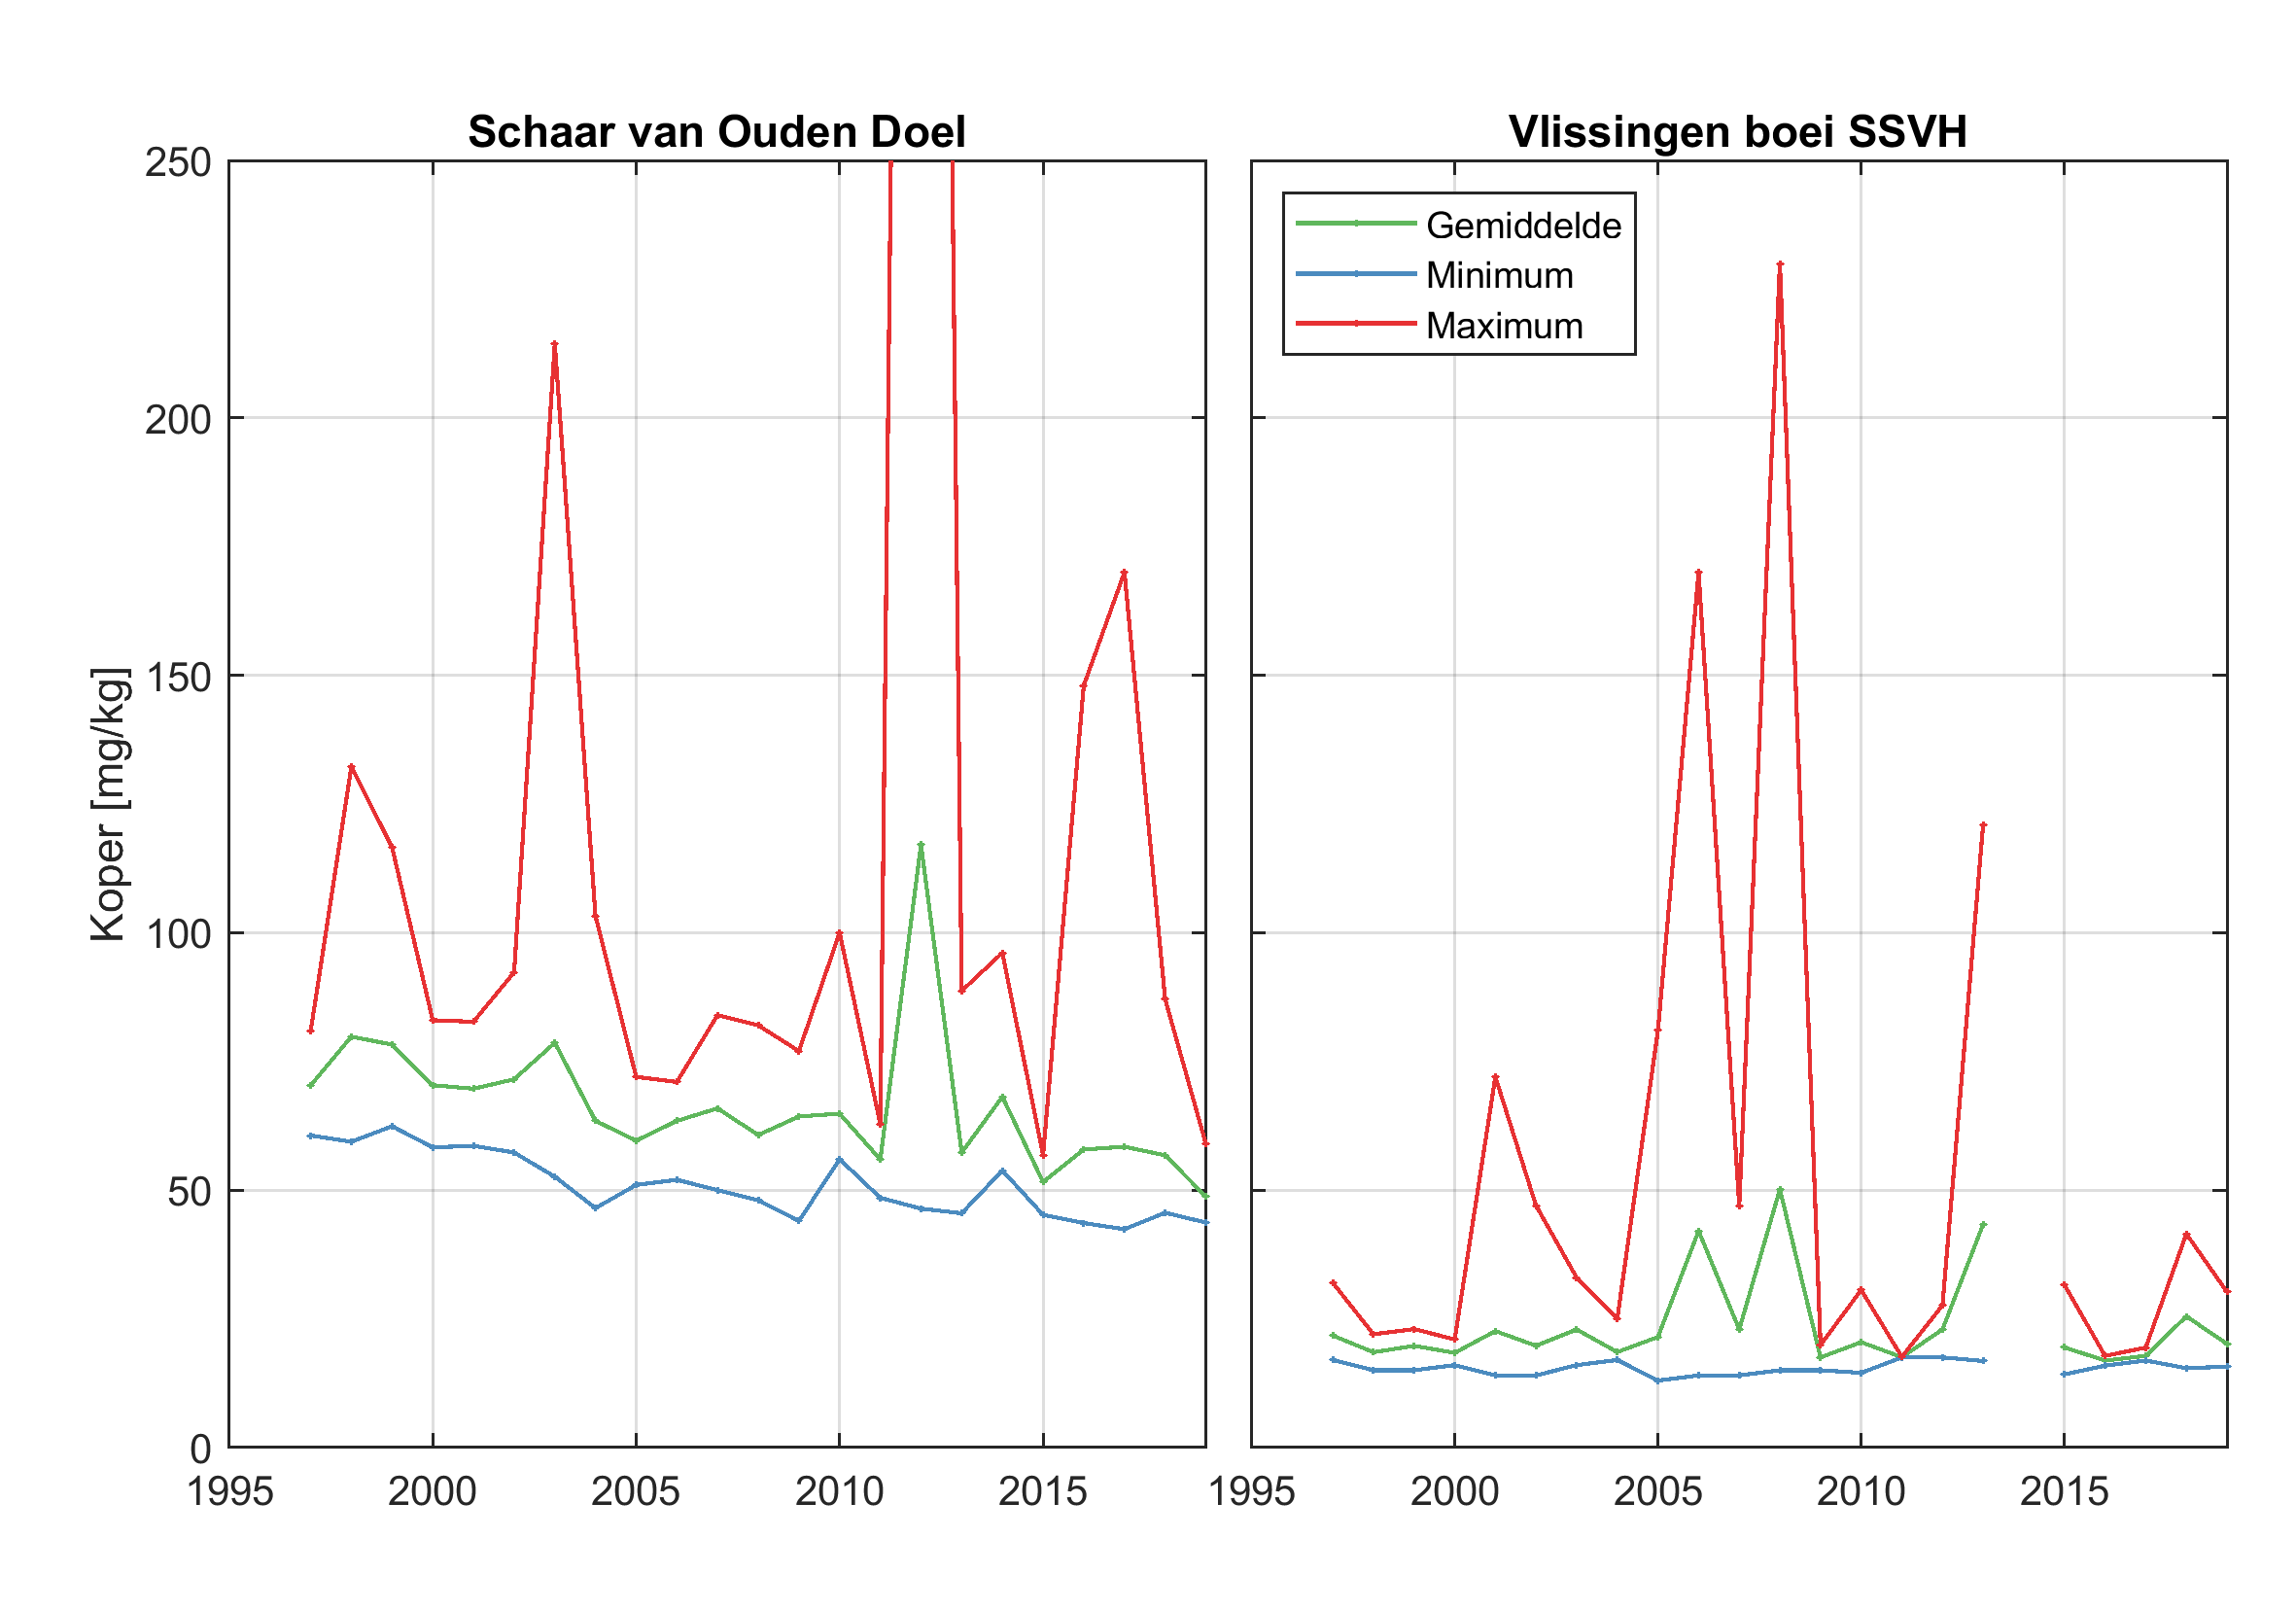 Schaar van Ouden Doel
Vlissingen boei SSVH
250
200
150
100
50
0
Koper [mg/kg]
Gemiddelde
Minimum
Maximum
1995 2000 2005 2010 2015
1995 2000 2005 2010 2015